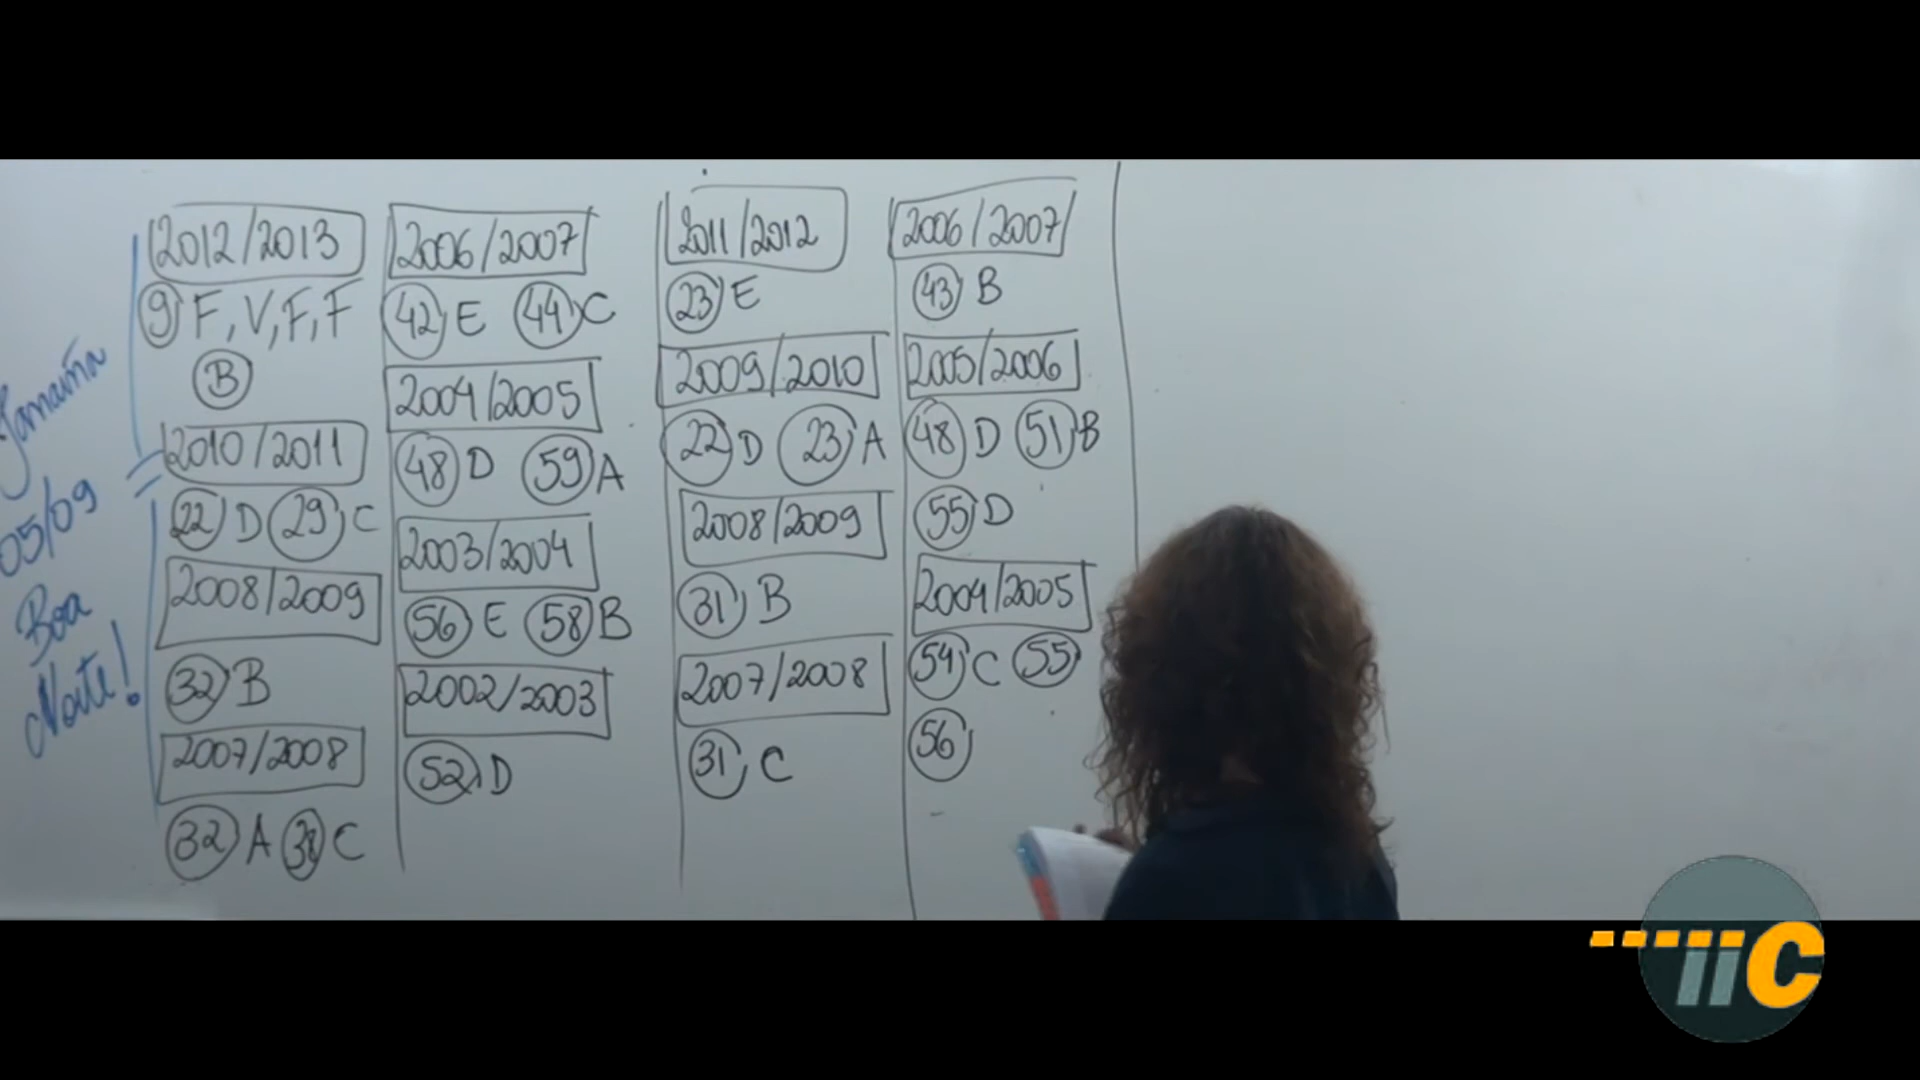 Janaína
05/09
Boa
Noite!
2012/2013
9 F, V, F, F
B
2010/2011
22 D 29 C
2008/2009
32 B
2007/2008
32 A 38 C
2006/2007
42 E 44 C
2004/2005
48 D 59 A
2003/2004
56 E 58 B
2002/2003
52 D
2011/2012
23 E
2009/2010
22 D 23 A
2008/2009
31 B
2007/2008
31 C
2006/2007
43 B
2005/2006
48 D 51 B
55 D
2004/2005
54 C 55
56
iiC